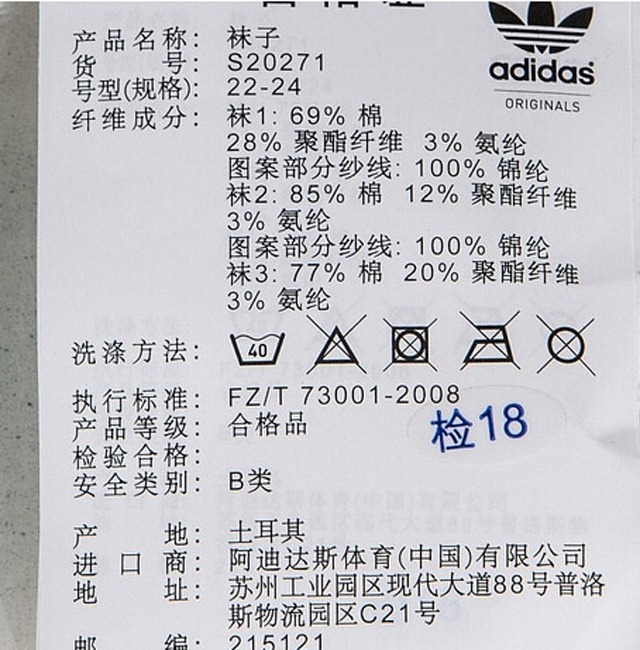 产品名称: 袜子
货号: S20271
号型(规格): 22-24
纤维成分: 袜1: 69% 棉
28% 聚酯纤维 3% 氨纶
图案部分纱线: 100% 锦纶
袜2: 85% 棉 12% 聚酯纤维
3% 氨纶
图案部分纱线: 100% 锦纶
袜3: 77% 棉 20% 聚酯纤维
3% 氨纶
洗涤方法: 40
执行标准: FZ/T 73001-2008
产品等级: 合格品
检验合格: 检18
安全类别: B类
产地: 土耳其
进口商: 阿迪达斯体育(中国)有限公司
地址: 苏州工业园区现代大道88号普洛
斯物流园区C21号
邮编: 215121
adidas
ORIGINALS